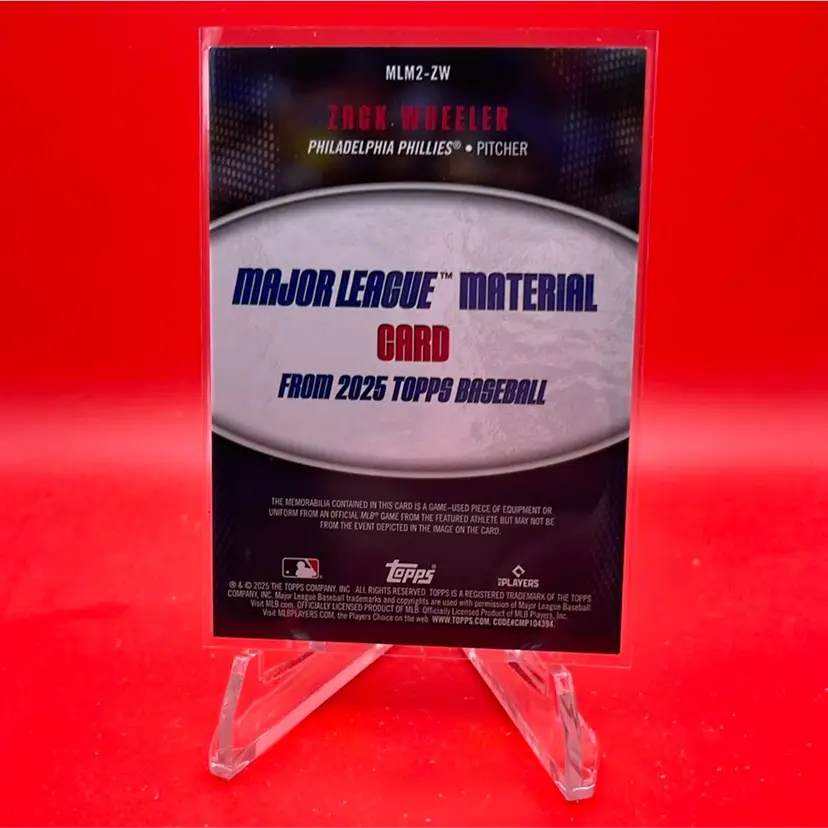 MLM2-ZW
ZACK WHEELER
PHILADELPHIA PHILLIES® • PITCHER
MAJOR LEAGUE™ MATERIAL
CARD
FROM 2025 TOPPS BASEBALL
THE MEMORABILIA CONTAINED IN THIS CARD IS A GAME-USED PIECE OF EQUIPMENT OR
UNIFORM FROM AN OFFICIAL MLB® GAME FROM THE FEATURED ATHLETE BUT MAY NOT BE
FROM THE EVENT DEPICTED IN THE IMAGE ON THE CARD.
Topps
PLAYERS
® & © 2025 THE TOPPS COMPANY, INC. ALL RIGHTS RESERVED. TOPPS IS A REGISTERED TRADEMARK OF THE TOPPS
COMPANY, INC. Major League Baseball trademarks and copyrights are used with permission of Major League Baseball.
Visit MLB.com. OFFICIALLY LICENSED PRODUCT OF MLB. Officially Licensed Product of MLB Players, Inc.
Visit MLBPLAYERS.COM, the Players Choice on the web. WWW.TOPPS.COM. CODE#CMP104394.